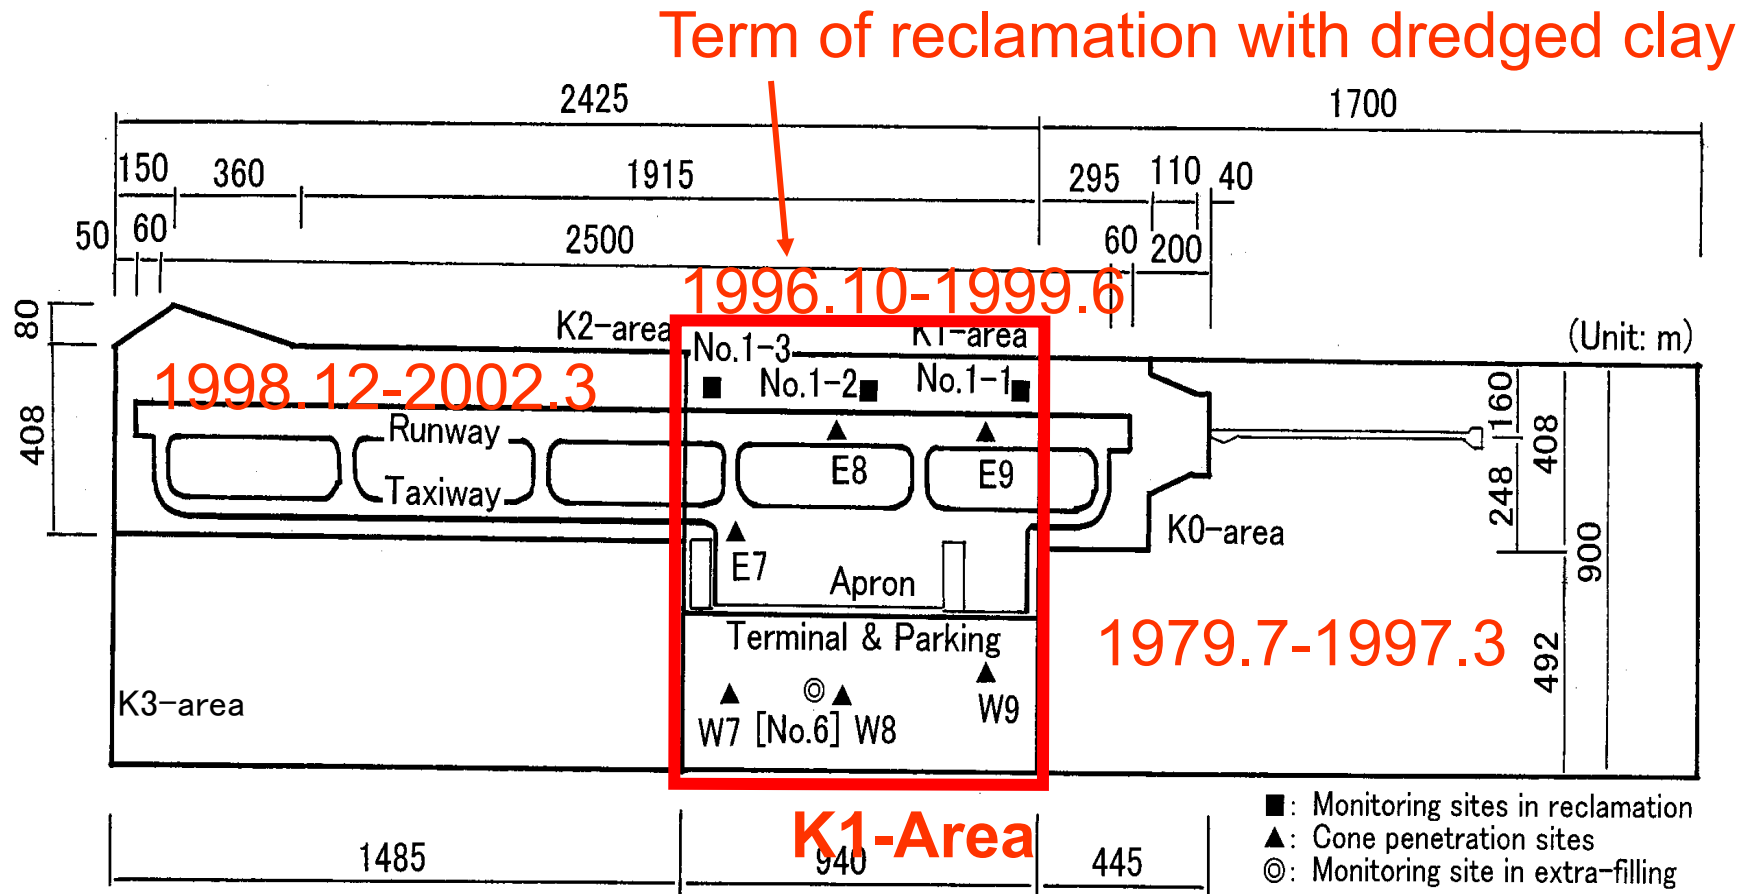 Term of reclamation with dredged clay
2425 1700
150 360 1915 295 110 40
50 60 2500 60 200
1996.10-1999.6
80
K2-area K1-area (Unit: m)
No.1-3
1998.12-2002.3 No.1-2 No.1-1 160
408 Runway 408
E8 E9
Taxiway 248
K0-area
E7 900
Apron
Terminal & Parking 1979.7-1997.3
492
K3-area W9
W7 [No.6] W8
■: Monitoring sites in reclamation
K1-Area ▲: Cone penetration sites
1485 940 445 ◎: Monitoring site in extra-filling